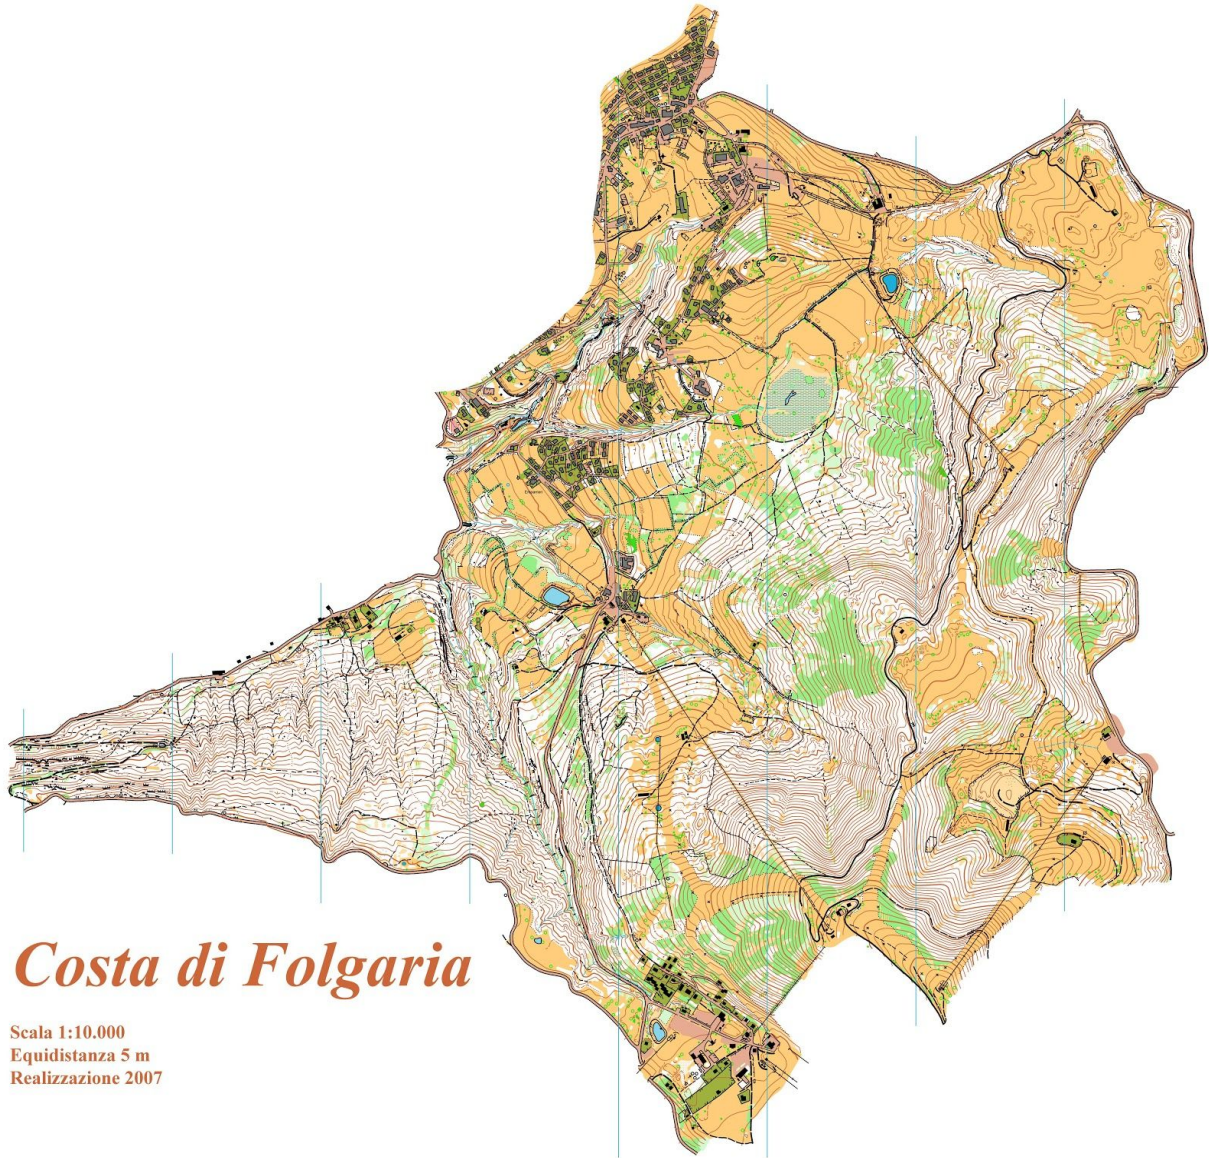 Costa di Folgaria
Scala 1:10.000
Equidistanza 5 m
Realizzazione 2007